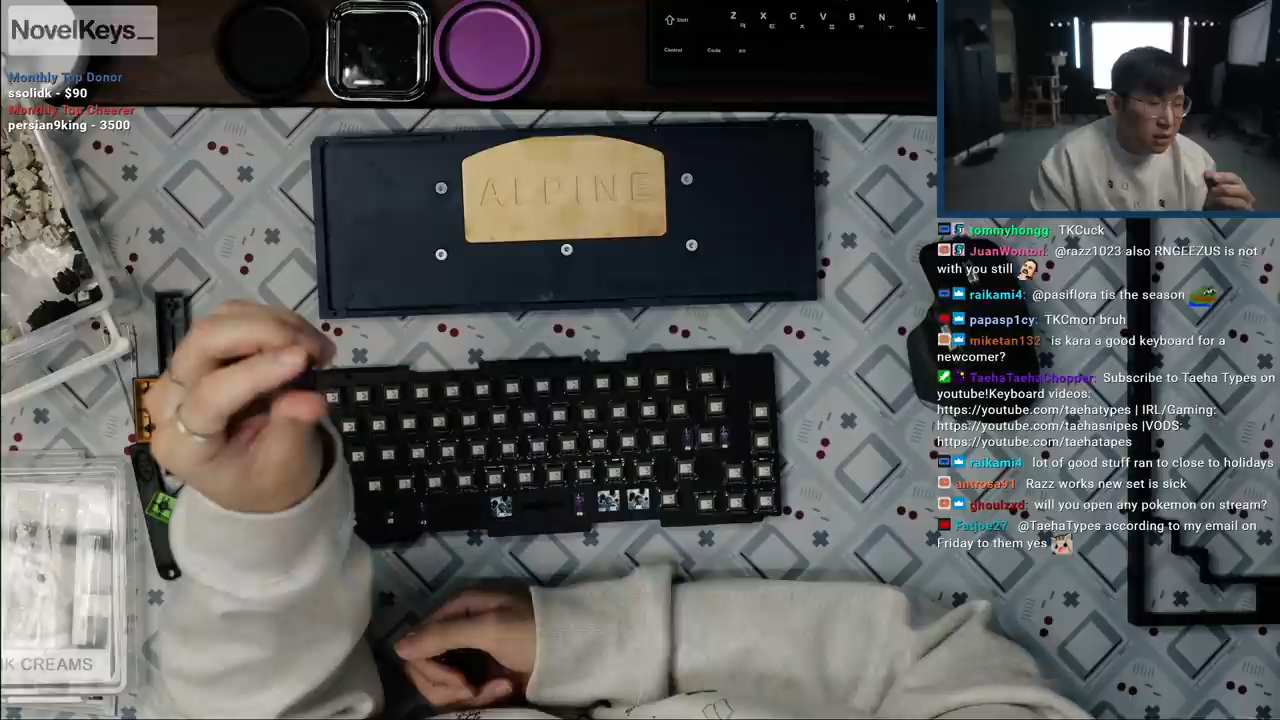 NovelKeys_
Monthly Top Donor
ssolidk - $90
Monthly Top Cheerer
persian9king - 3500
Shift Z X C V B N M
Control Code Alt
ALPINE
K CREAMS
tommyhongg TKCuck
JuanWonton: @razz1023 also RNGEEZUS is not
with you still
raikami4: @pasiflora tis the season
papasp1cy: TKCmon bruh
miketan132 is kara a good keyboard for a
newcomer?
TaehaTaehaChopper: Subscribe to Taeha Types on
youtube!Keyboard videos:
https://youtube.com/taehatypes | IRL/Gaming:
https://youtube.com/taehasnipes |VODS:
https://youtube.com/taehatapes
raikami4 lot of good stuff ran to close to holidays
antrosa91 Razz works new set is sick
ghoulzxd: will you open any pokemon on stream?
Fatjoe27 @TaehaTypes according to my email on
Friday to them yes